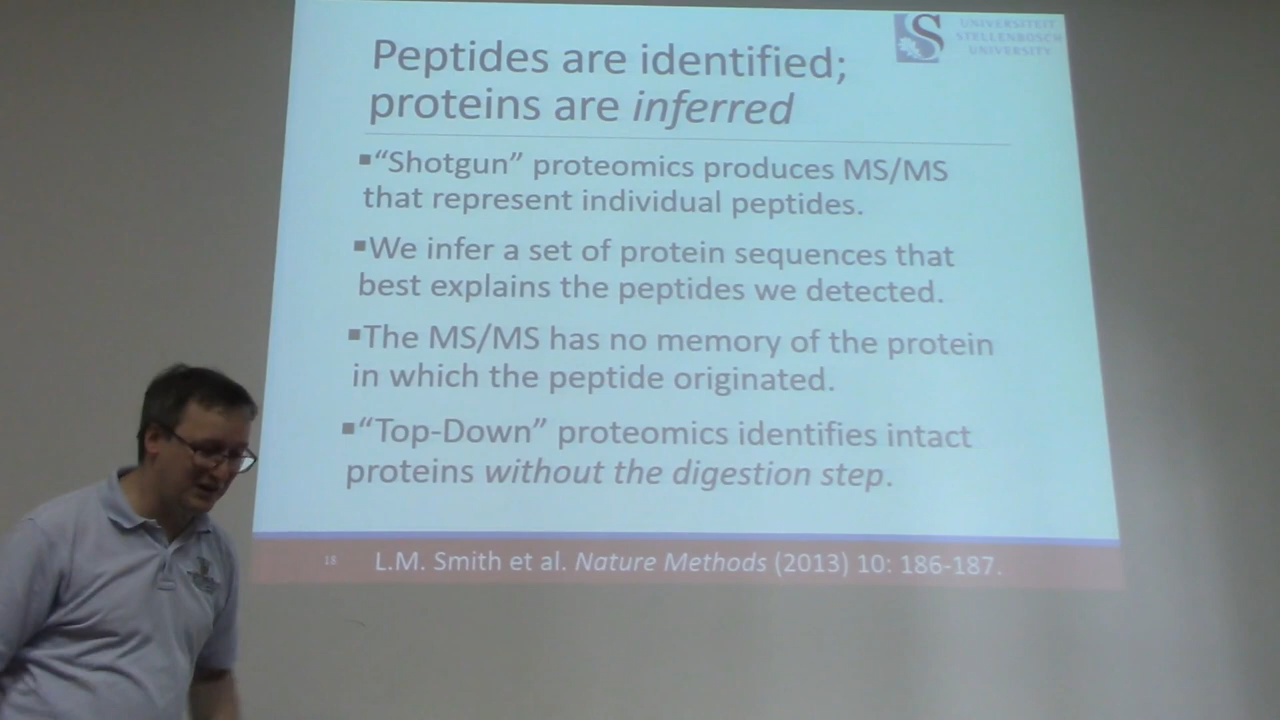 UNIVERSITEIT
STELLENBOSCH
UNIVERSITY
Peptides are identified;
proteins are inferred
▪“Shotgun” proteomics produces MS/MS
that represent individual peptides.
▪We infer a set of protein sequences that
best explains the peptides we detected.
▪The MS/MS has no memory of the protein
in which the peptide originated.
▪“Top-Down” proteomics identifies intact
proteins without the digestion step.
L.M. Smith et al. Nature Methods (2013) 10: 186-187.